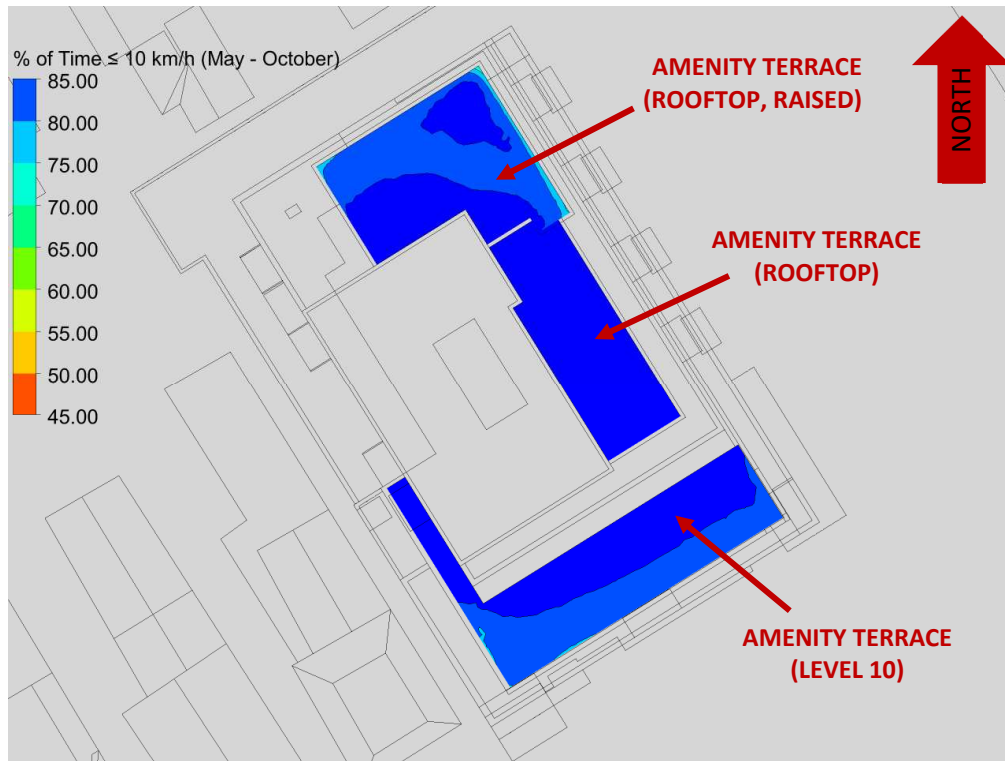 % of Time ≤ 10 km/h (May - October)
85.00
80.00
75.00
70.00
65.00
60.00
55.00
50.00
45.00
AMENITY TERRACE
(ROOFTOP, RAISED)
NORTH
AMENITY TERRACE
(ROOFTOP)
AMENITY TERRACE
(LEVEL 10)